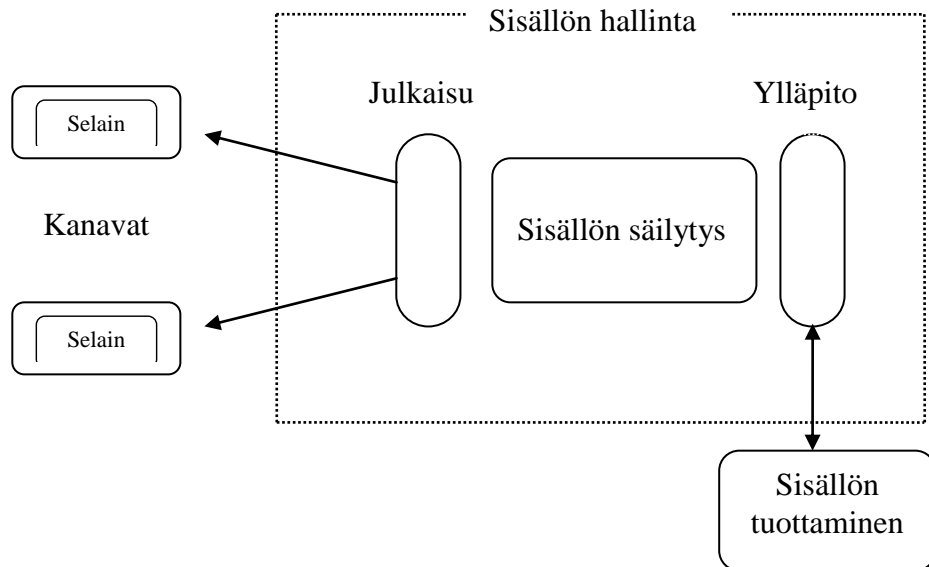 Sisällön hallinta
Julkaisu
Ylläpito
Selain
Kanavat
Sisällön säilytys
Selain
Sisällön
tuottaminen